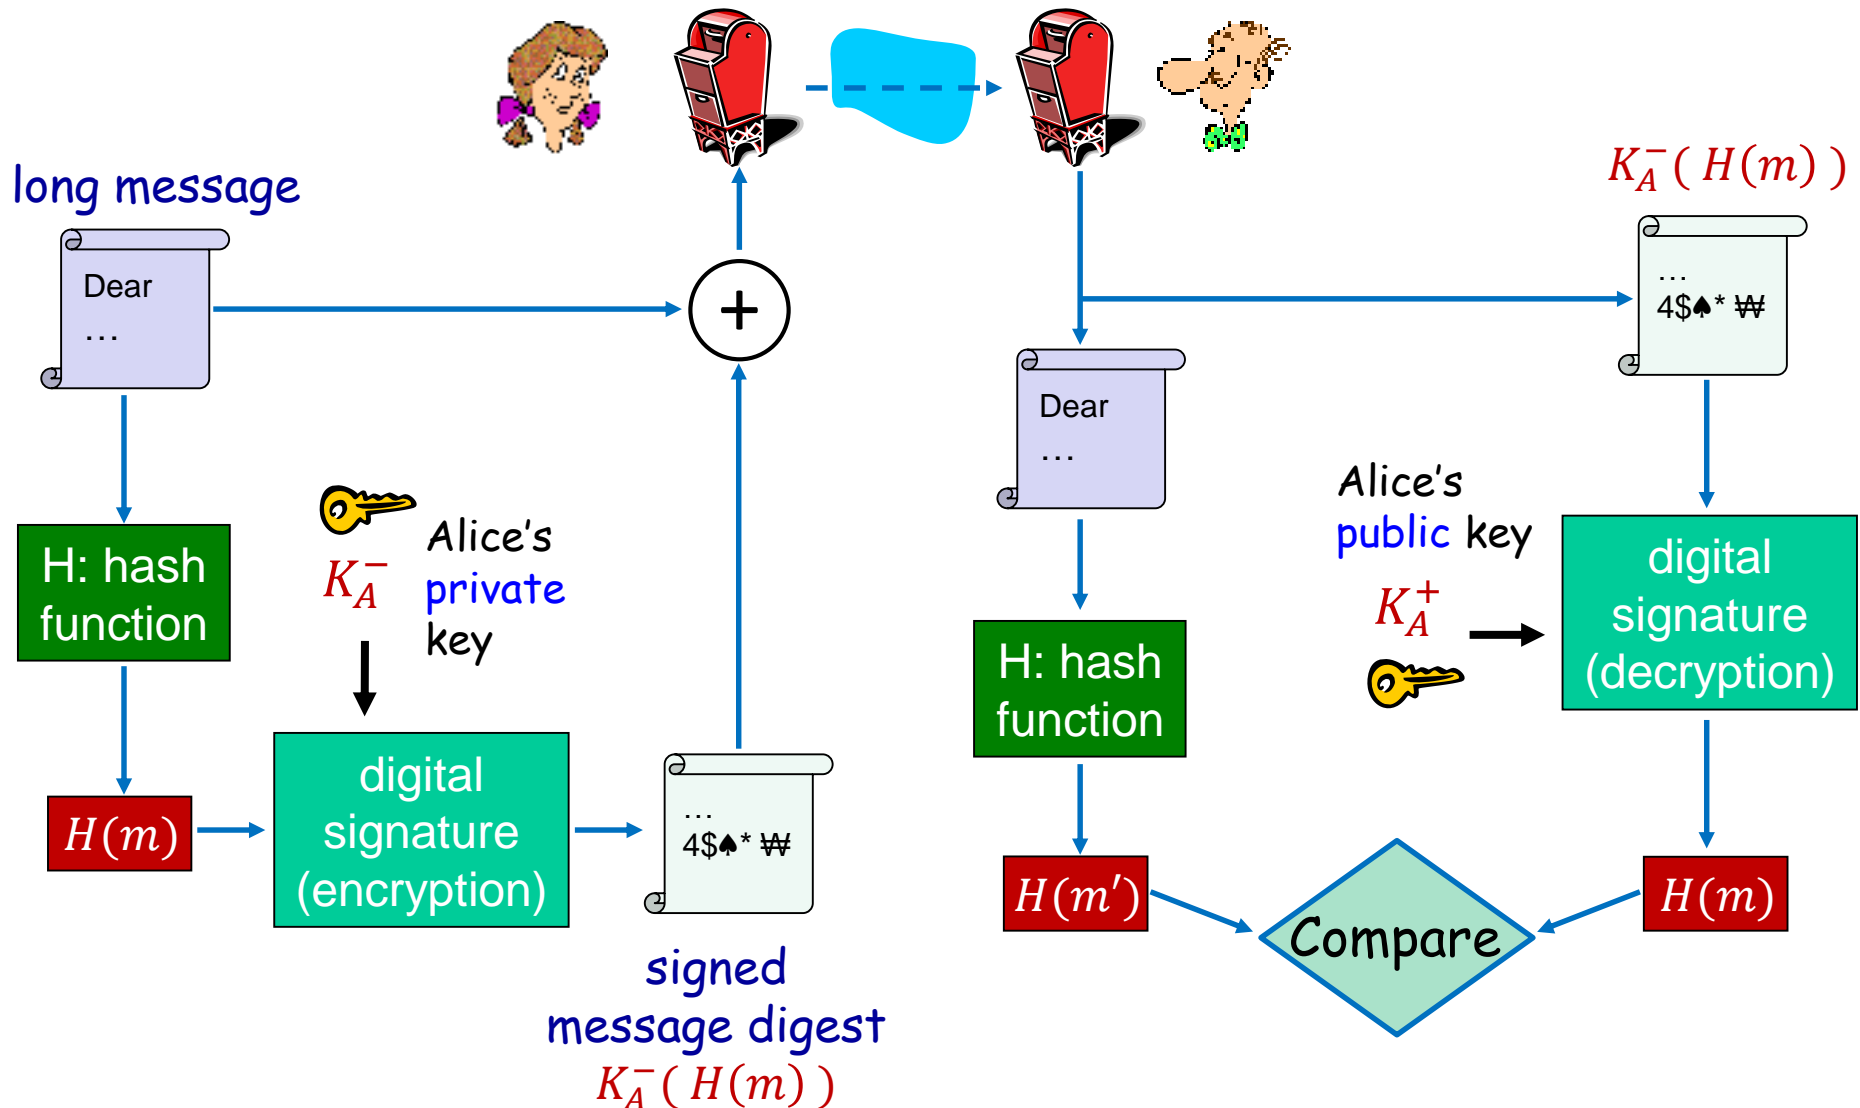 long message
Dear
…
H: hash
function
H(m)
K_A^-
Alice’s
private
key
digital
signature
(encryption)
+
…
4$♠* ₩
signed
message digest
K_A^-( H(m) )
Dear
…
H: hash
function
H(m′)
K_A^-( H(m) )
…
4$♠* ₩
Alice’s
public key
K_A^+
digital
signature
(decryption)
H(m)
Compare